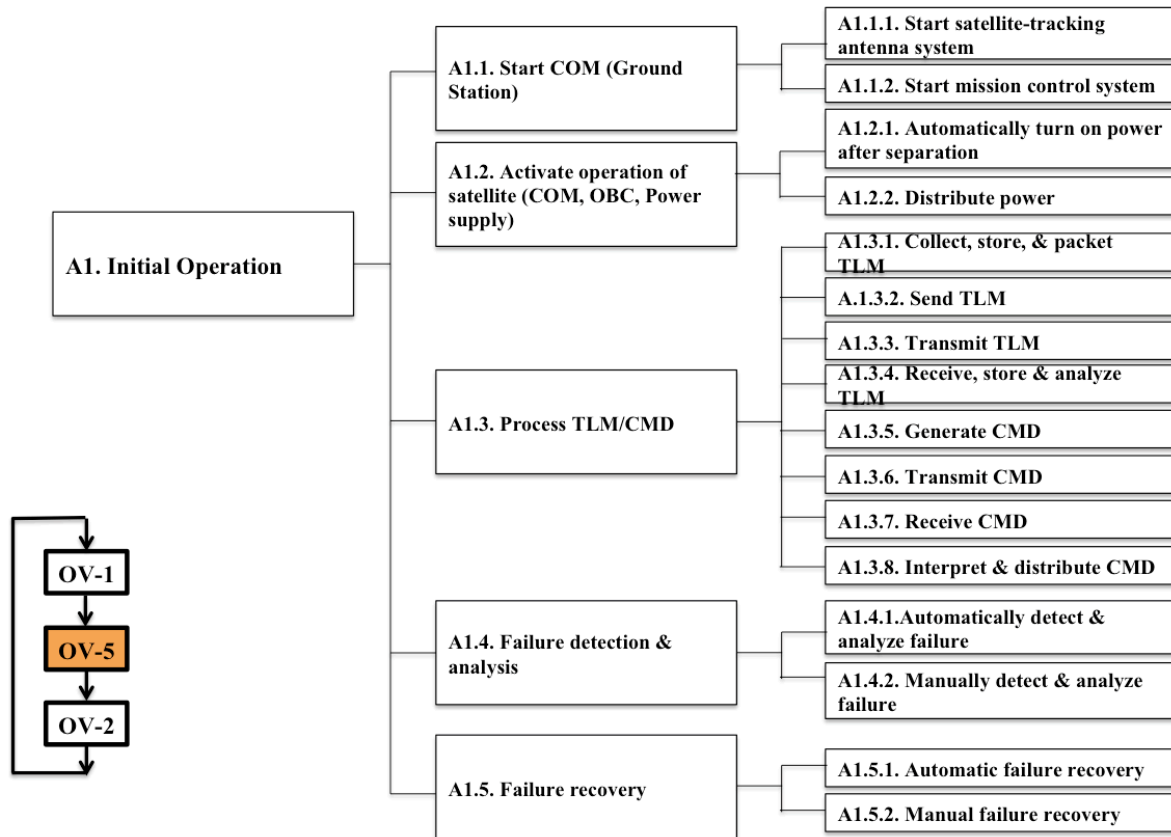 A1. Initial Operation
A1.1. Start COM (Ground
Station)
A1.1.1. Start satellite-tracking
antenna system
A1.1.2. Start mission control system
A1.2. Activate operation of
satellite (COM, OBC, Power
supply)
A1.2.1. Automatically turn on power
after separation
A1.2.2. Distribute power
A1.3. Process TLM/CMD
A1.3.1. Collect, store, & packet
TLM
A.1.3.2. Send TLM
A1.3.3. Transmit TLM
A1.3.4. Receive, store & analyze
TLM
A1.3.5. Generate CMD
A1.3.6. Transmit CMD
A1.3.7. Receive CMD
A1.3.8. Interpret & distribute CMD
A1.4. Failure detection &
analysis
A1.4.1.Automatically detect &
analyze failure
A1.4.2. Manually detect & analyze
failure
A1.5. Failure recovery
A1.5.1. Automatic failure recovery
A1.5.2. Manual failure recovery
OV-1
OV-5
OV-2